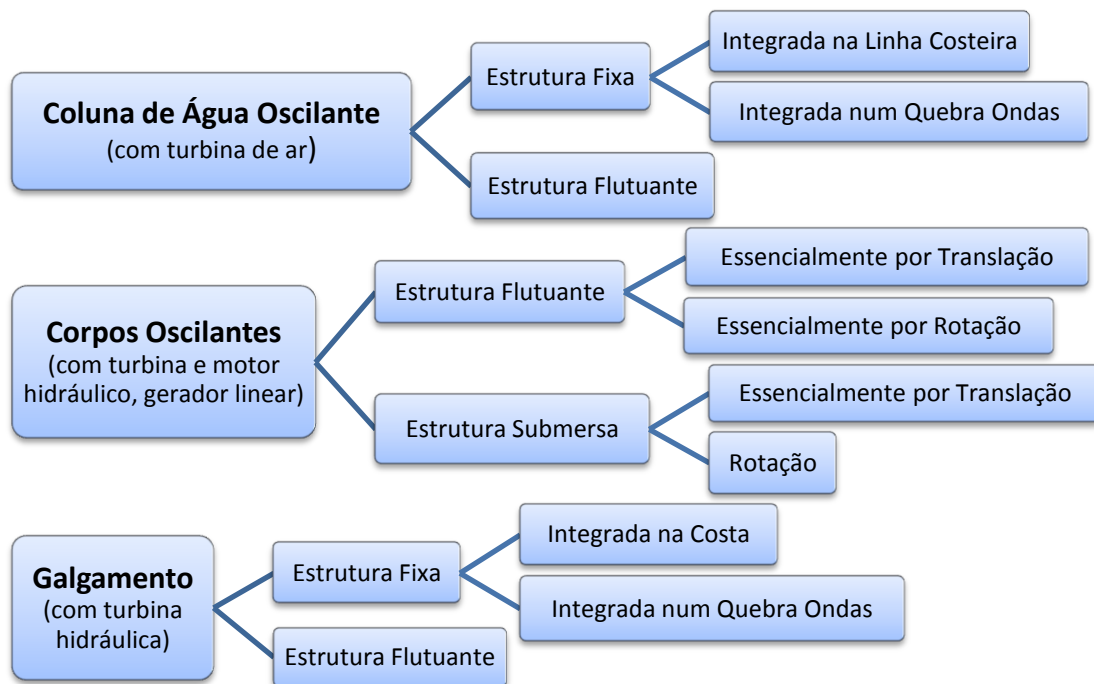 Coluna de Água Oscilante
(com turbina de ar)
Estrutura Fixa
Integrada na Linha Costeira
Integrada num Quebra Ondas
Estrutura Flutuante
Corpos Oscilantes
(com turbina e motor
hidráulico, gerador linear)
Estrutura Flutuante
Essencialmente por Translação
Essencialmente por Rotação
Estrutura Submersa
Essencialmente por Translação
Rotação
Galgamento
(com turbina
hidráulica)
Estrutura Fixa
Integrada na Costa
Integrada num Quebra Ondas
Estrutura Flutuante